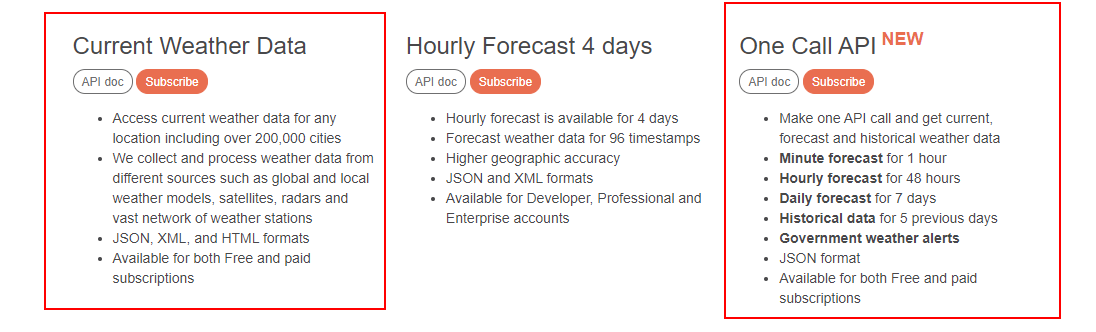 Current Weather Data
API doc Subscribe
• Access current weather data for any
location including over 200,000 cities
• We collect and process weather data from
different sources such as global and local
weather models, satellites, radars and
vast network of weather stations
• JSON, XML, and HTML formats
• Available for both Free and paid
subscriptions
Hourly Forecast 4 days
API doc Subscribe
• Hourly forecast is available for 4 days
• Forecast weather data for 96 timestamps
• Higher geographic accuracy
• JSON and XML formats
• Available for Developer, Professional and
Enterprise accounts
One Call API NEW
API doc Subscribe
• Make one API call and get current,
forecast and historical weather data
• Minute forecast for 1 hour
• Hourly forecast for 48 hours
• Daily forecast for 7 days
• Historical data for 5 previous days
• Government weather alerts
• JSON format
• Available for both Free and paid
subscriptions